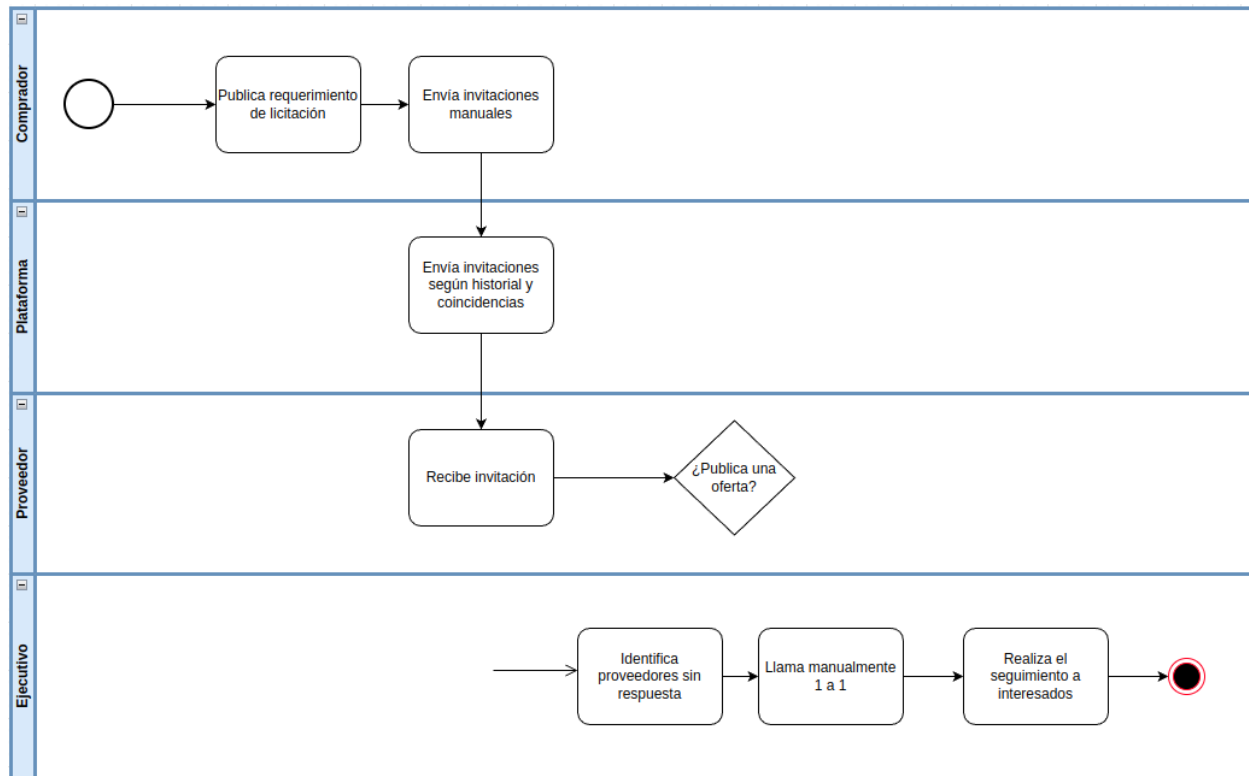 Comprador
Publica requerimiento
de licitación
Envía invitaciones
manuales
Plataforma
Envía invitaciones
según historial y
coincidencias
Proveedor
Recibe invitación
¿Publica una
oferta?
Ejecutivo
Identifica
proveedores sin
respuesta
Llama manualmente
1 a 1
Realiza el
seguimiento a
interesados